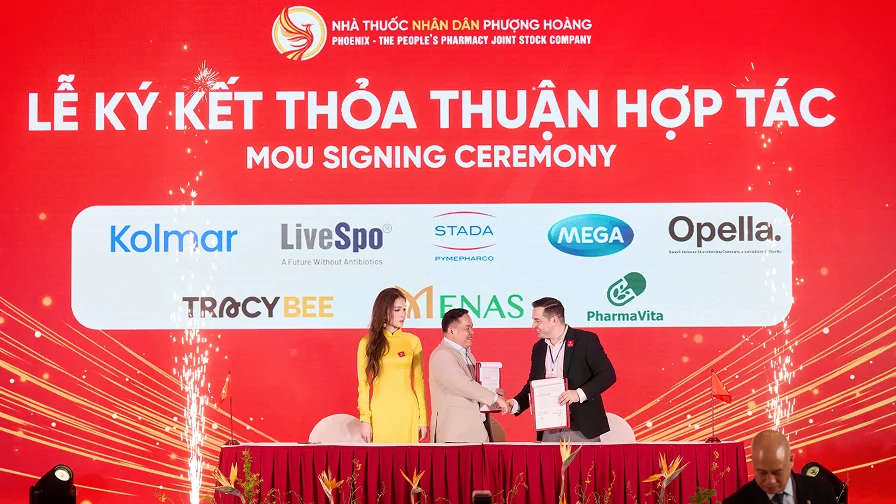 NHÀ THUỐC NHÂN DÂN PHƯỢNG HOÀNG
PHOENIX - THE PEOPLE'S PHARMACY JOINT STOCK COMPANY
LỄ KÝ KẾT THỎA THUẬN HỢP TÁC
MOU SIGNING CEREMONY
Kolmar
LiveSpo®
A Future Without Antibiotics
STADA
PYMEPHARCO
MEGA
Opella.
TRACYBEE
MENAS
PharmaVita